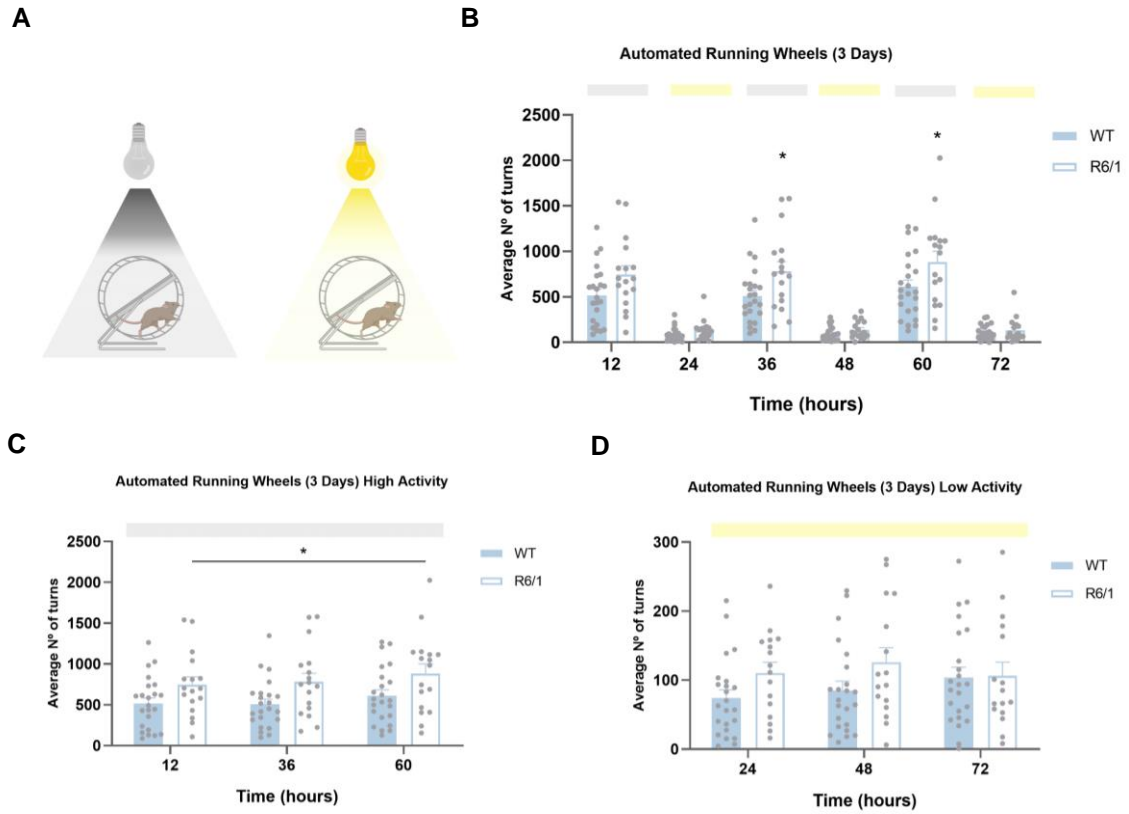 A
B
Automated Running Wheels (3 Days)
Average Nº of turns
2500
2000
1500
1000
500
0
*
*
12 24 36 48 60 72
Time (hours)
WT
R6/1
C
Automated Running Wheels (3 Days) High Activity
Average Nº of turns
2500
2000
1500
1000
500
0
*
12 36 60
Time (hours)
WT
R6/1
D
Automated Running Wheels (3 Days) Low Activity
Average Nº of turns
300
200
100
0
24 48 72
Time (hours)
WT
R6/1